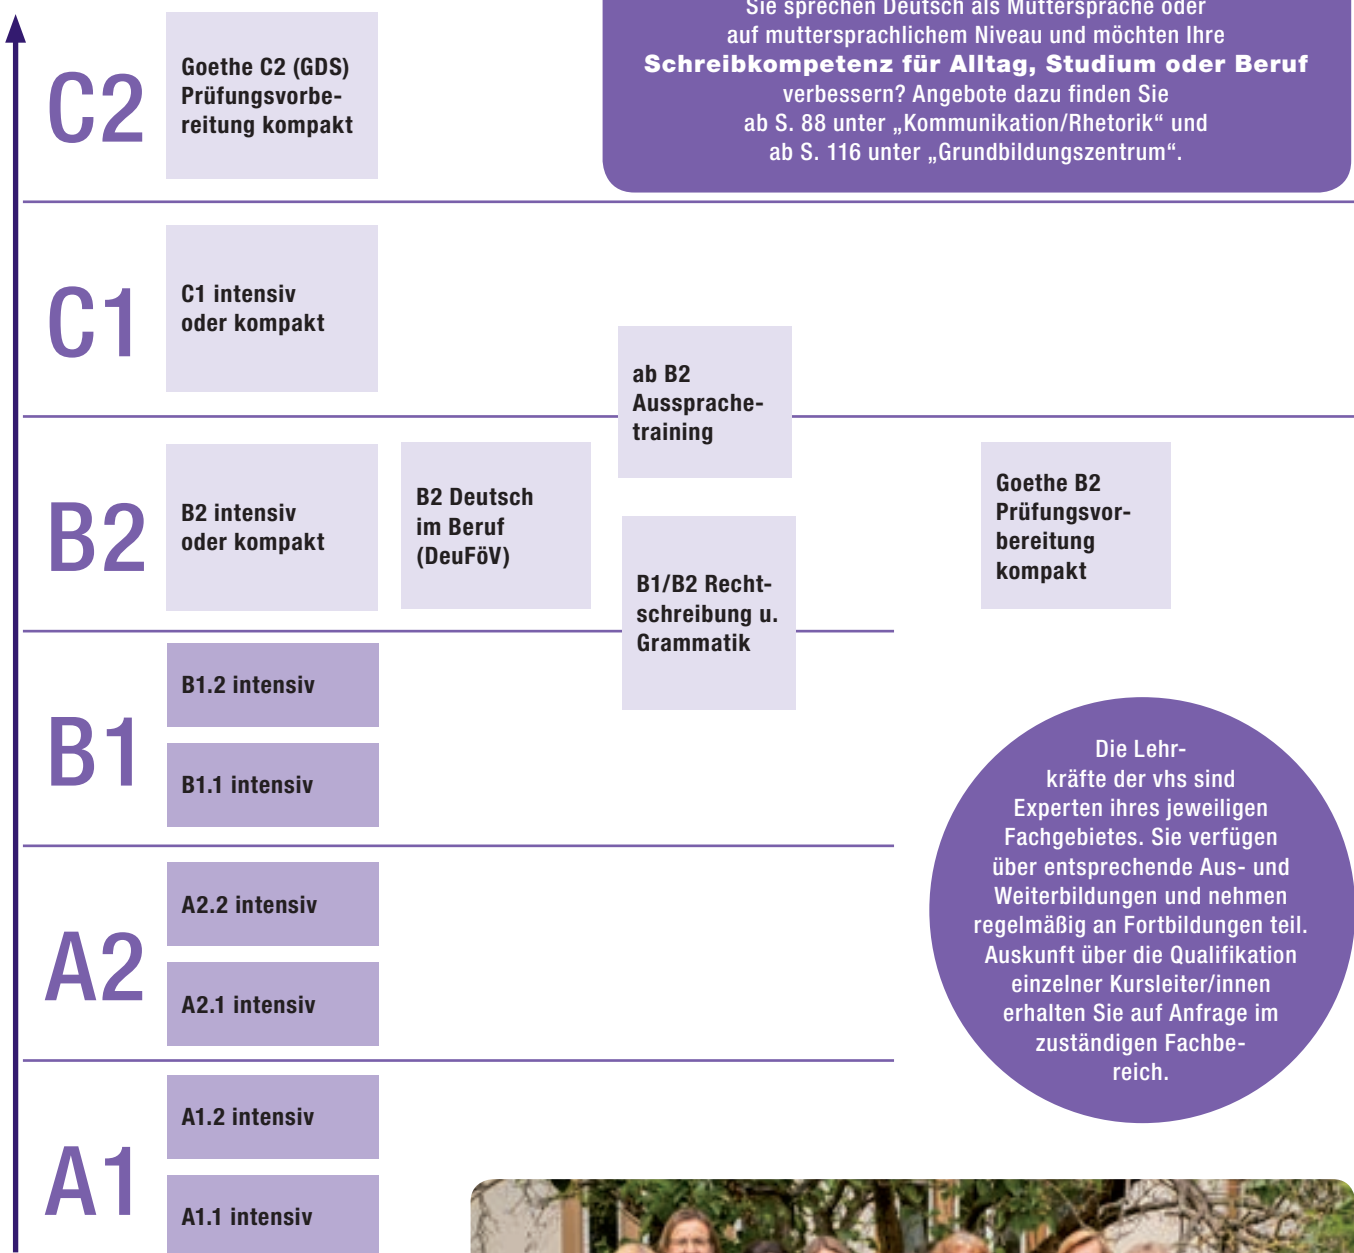 Sie sprechen Deutsch als Muttersprache oder
auf muttersprachlichem Niveau und möchten Ihre
Schreibkompetenz für Alltag, Studium oder Beruf
verbessern? Angebote dazu finden Sie
ab S. 88 unter „Kommunikation/Rhetorik“ und
ab S. 116 unter „Grundbildungszentrum“.
C2
Goethe C2 (GDS)
Prüfungsvorbe-
reitung kompakt
C1
C1 intensiv
oder kompakt
ab B2
Aussprache-
training
B2
B2 intensiv
oder kompakt
B2 Deutsch
im Beruf
(DeuFöV)
B1/B2 Recht-
schreibung u.
Grammatik
Goethe B2
Prüfungsvor-
bereitung
kompakt
B1
B1.2 intensiv
B1.1 intensiv
Die Lehr-
kräfte der vhs sind
Experten ihres jeweiligen
Fachgebietes. Sie verfügen
über entsprechende Aus- und
Weiterbildungen und nehmen
regelmäßig an Fortbildungen teil.
Auskunft über die Qualifikation
einzelner Kursleiter/innen
erhalten Sie auf Anfrage im
zuständigen Fachbe-
reich.
A2
A2.2 intensiv
A2.1 intensiv
A1
A1.2 intensiv
A1.1 intensiv